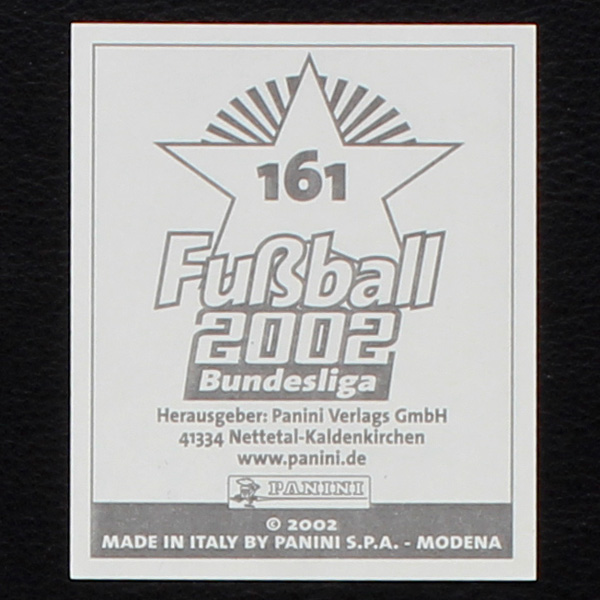 161
Fußball
2002
Bundesliga
Herausgeber: Panini Verlags GmbH
41334 Nettetal-Kaldenkirchen
www.panini.de
PANINI
© 2002
MADE IN ITALY BY PANINI S.P.A. - MODENA